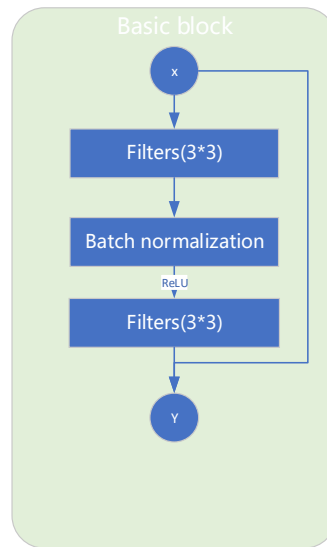 Basic block
x
Filters(3*3)
Batch normalization
ReLU
Filters(3*3)
Y